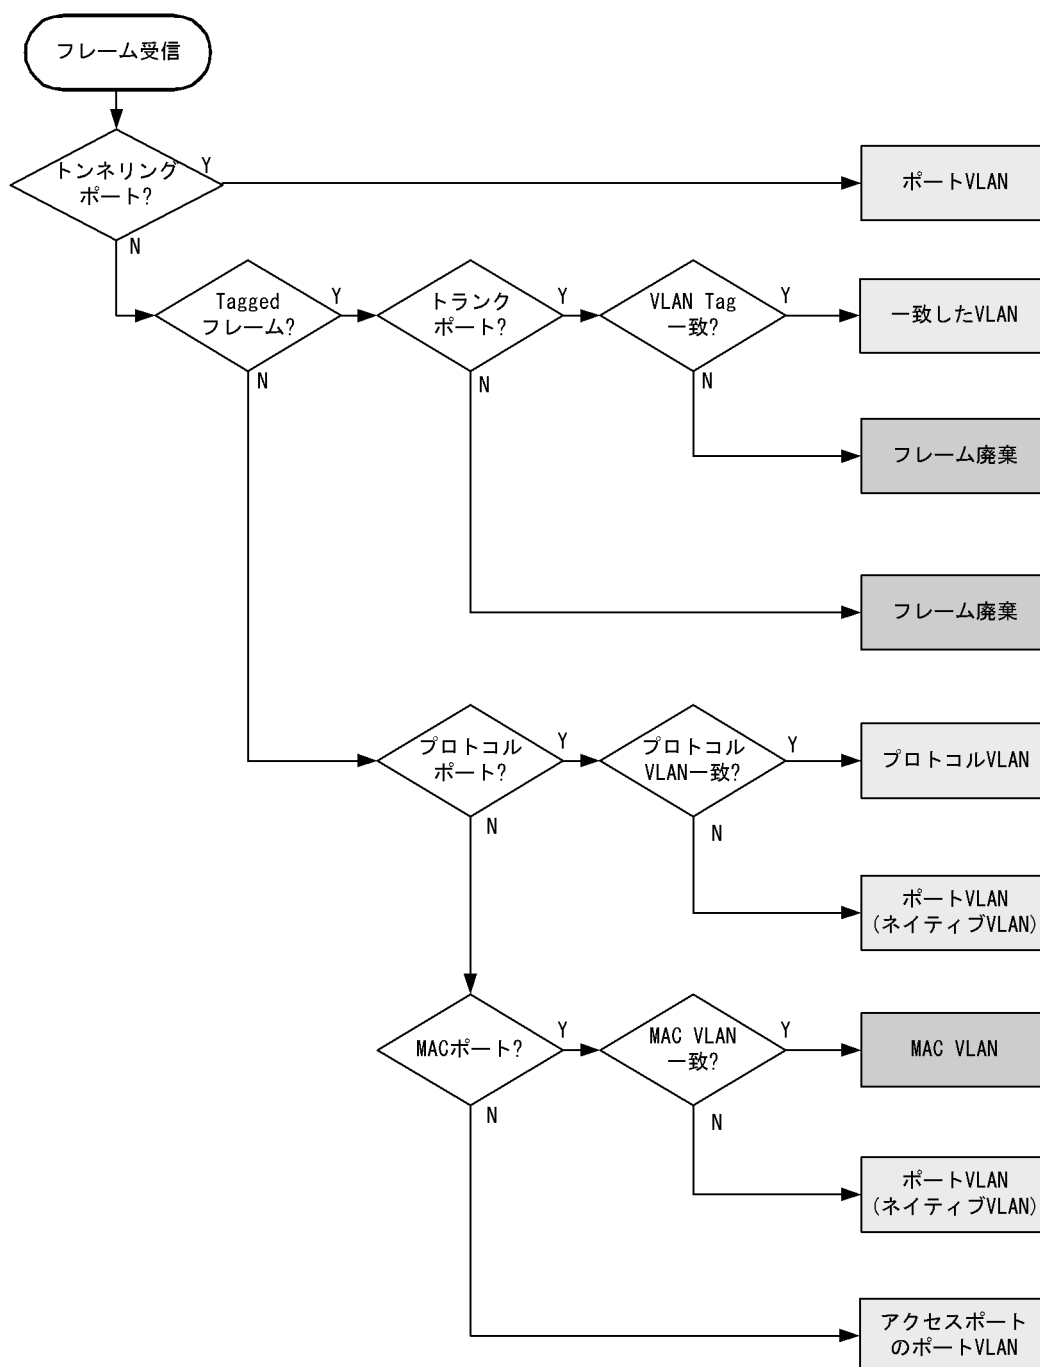 フレーム受信
トンネリング
ポート?
Y
N
ポートVLAN
Tagged
フレーム?
Y
N
トランク
ポート?
Y
N
VLAN Tag
一致?
Y
N
一致したVLAN
フレーム廃棄
フレーム廃棄
プロトコル
ポート?
Y
N
プロトコル
VLAN一致?
Y
N
プロトコルVLAN
ポートVLAN
(ネイティブVLAN)
MACポート?
Y
N
MAC VLAN
一致?
Y
N
MAC VLAN
ポートVLAN
(ネイティブVLAN)
アクセスポート
のポートVLAN